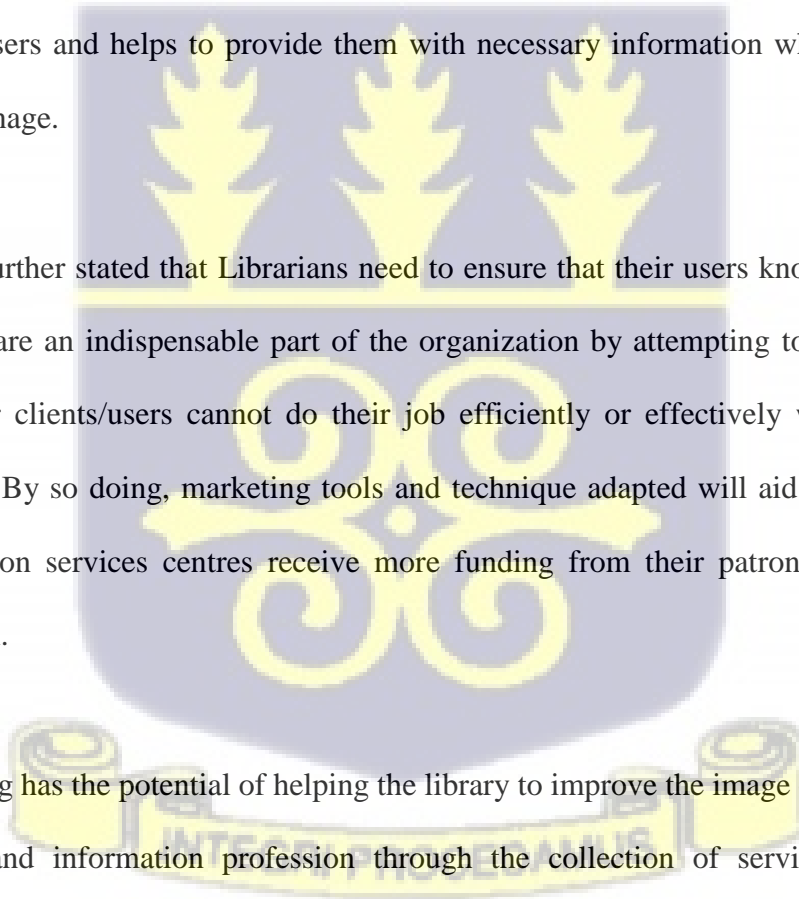 sers and helps to provide them with necessary information wh
nage.
urther stated that Librarians need to ensure that their users kno
are an indispensable part of the organization by attempting to
r clients/users cannot do their job efficiently or effectively w
By so doing, marketing tools and technique adapted will aid
on services centres receive more funding from their patron
.
g has the potential of helping the library to improve the image
and information profession through the collection of servi
INTEGRI PROCEDAMUS